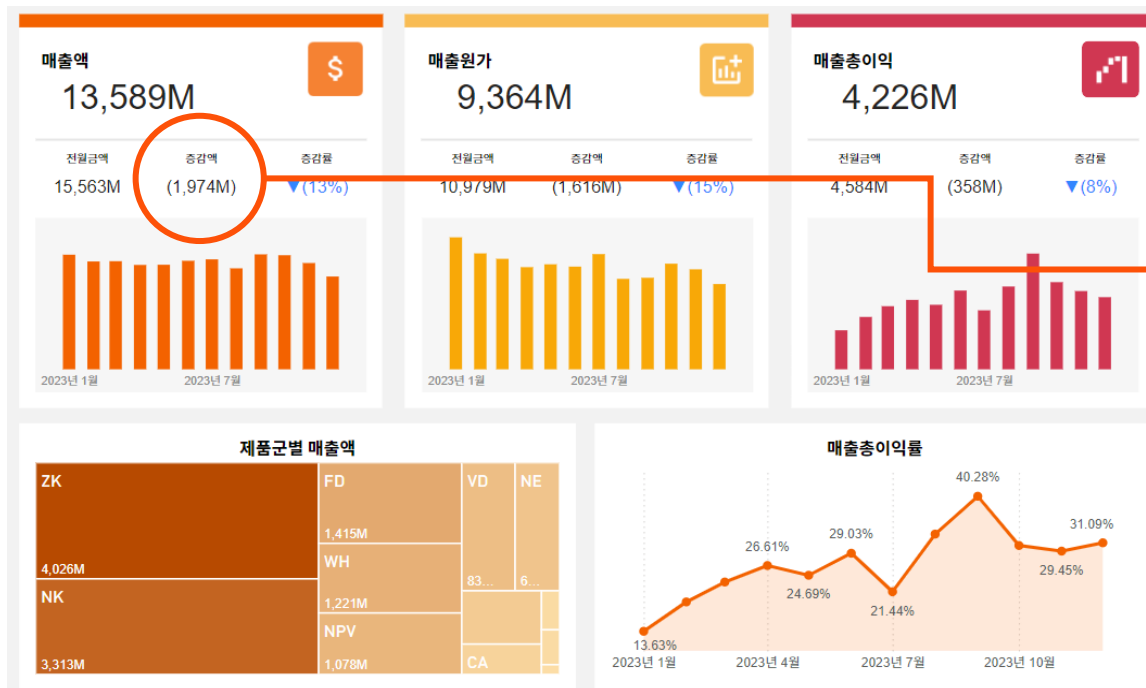 매출액
13,589M
전월금액 증감액 증감률
15,563M (1,974M) ▼(13%)
2023년 1월 2023년 7월
매출원가
9,364M
전월금액 증감액 증감률
10,979M (1,616M) ▼(15%)
2023년 1월 2023년 7월
매출총이익
4,226M
전월금액 증감액 증감률
4,584M (358M) ▼(8%)
2023년 1월 2023년 7월
제품군별 매출액
ZK
4,026M
NK
3,313M
FD
1,415M
WH
1,221M
NPV
1,078M
VD
83...
NE
6...
CA
매출총이익률
40.28%
31.09%
29.03%
26.61%
29.45%
24.69%
21.44%
13.63%
2023년 1월 2023년 4월 2023년 7월 2023년 10월